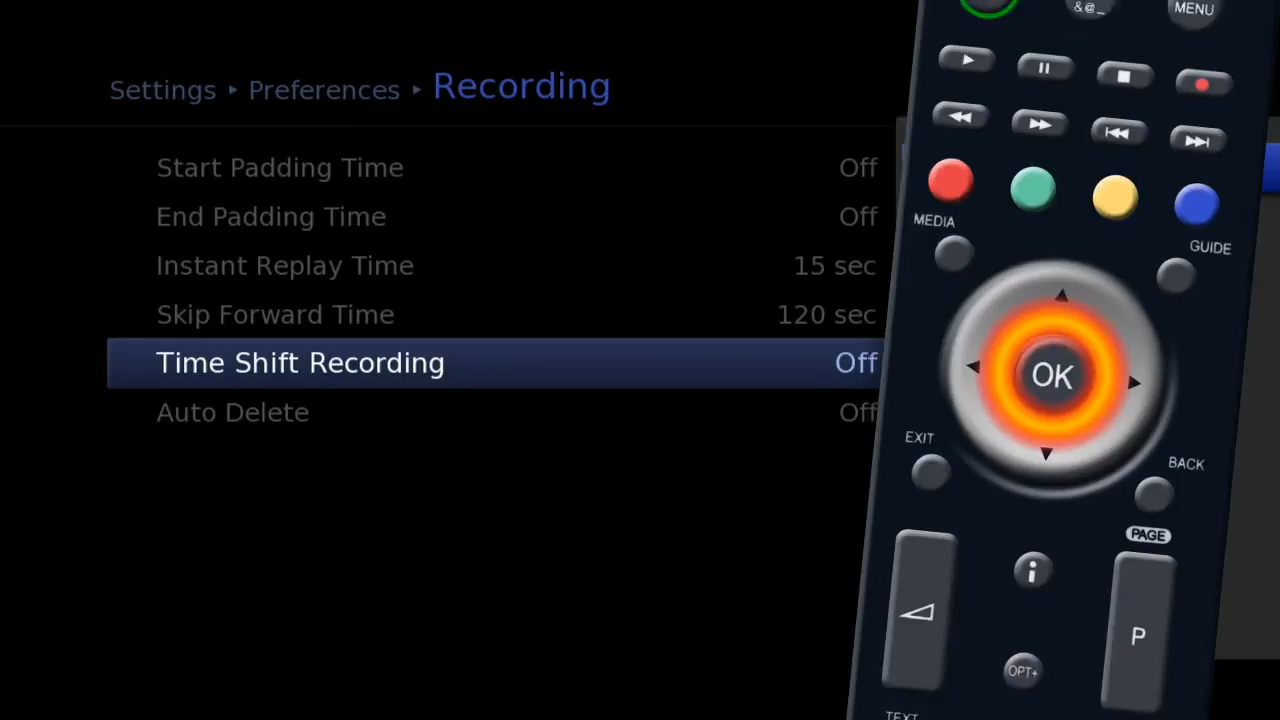 Settings ▸ Preferences ▸ Recording
Start Padding Time Off
End Padding Time Off
Instant Replay Time 15 sec
Skip Forward Time 120 sec
Time Shift Recording Off
Auto Delete Off
&@_
MENU
MEDIA
GUIDE
OK
EXIT
BACK
PAGE
i
P
OPT+
TEXT